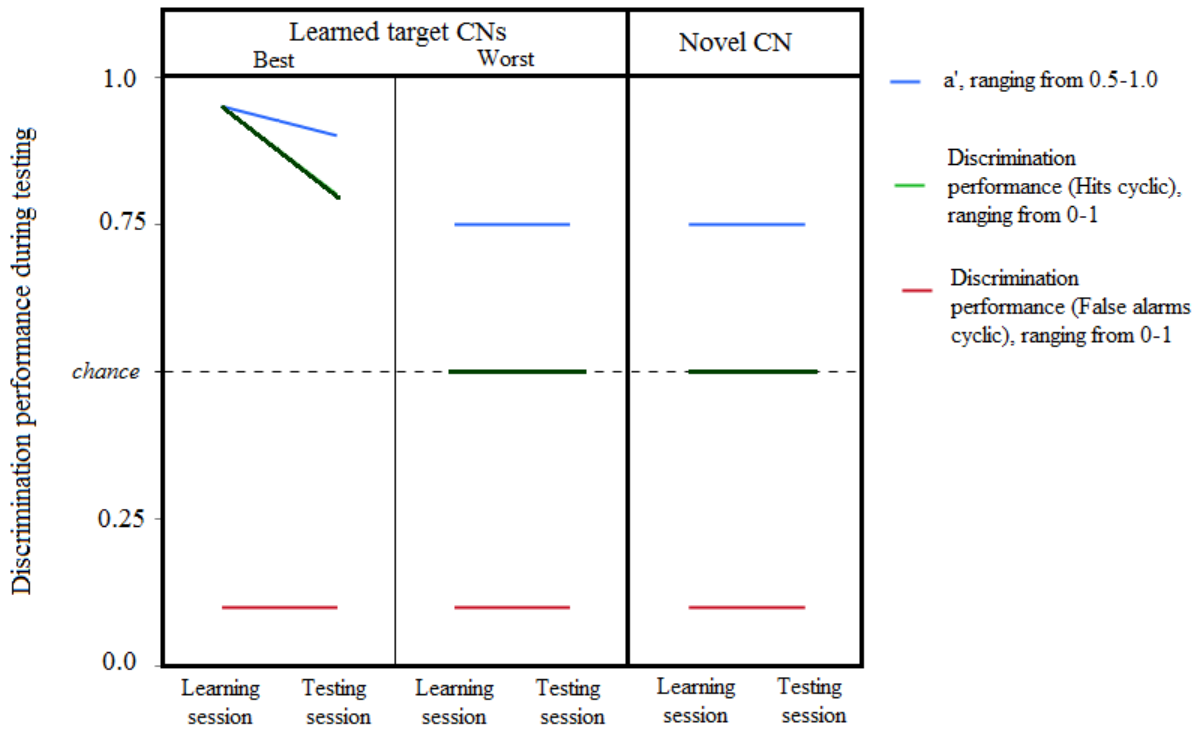 Learned target CNs
Best
Worst
Novel CN
Discrimination performance during testing
1.0
0.75
chance
0.25
0.0
Learning
session
Testing
session
Learning
session
Testing
session
Learning
session
Testing
session
a', ranging from 0.5-1.0
Discrimination
performance (Hits cyclic),
ranging from 0-1
Discrimination
performance (False alarms
cyclic), ranging from 0-1